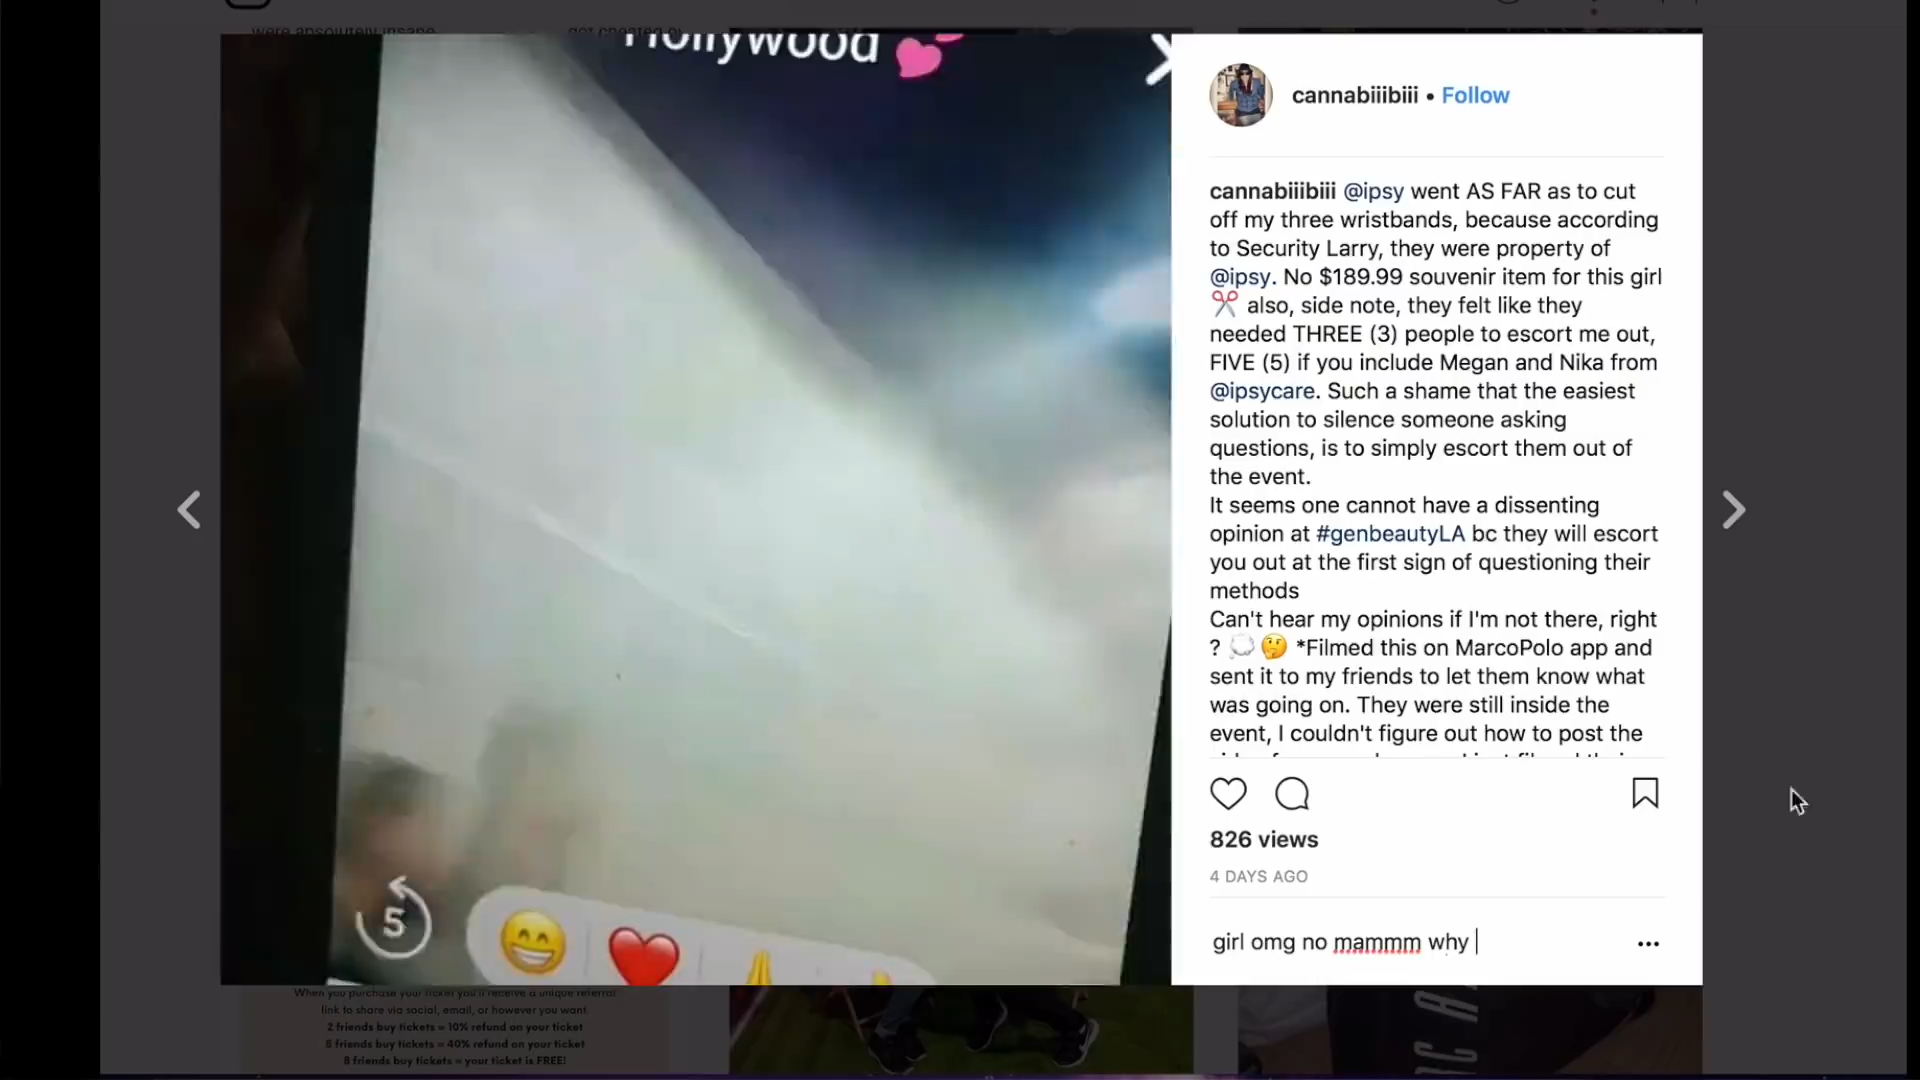 were absolutely insane
Hollywood 💕
cannabiiibiii • Follow
cannabiiibiii @ipsy went AS FAR as to cut
off my three wristbands, because according
to Security Larry, they were property of
@ipsy. No $189.99 souvenir item for this girl
✂️ also, side note, they felt like they
needed THREE (3) people to escort me out,
FIVE (5) if you include Megan and Nika from
@ipsycare. Such a shame that the easiest
solution to silence someone asking
questions, is to simply escort them out of
the event.
It seems one cannot have a dissenting
opinion at #genbeautyLA bc they will escort
you out at the first sign of questioning their
methods
Can't hear my opinions if I'm not there, right
? 💭 🤔 *Filmed this on MarcoPolo app and
sent it to my friends to let them know what
was going on. They were still inside the
event, I couldn't figure out how to post the
5
826 views
4 DAYS AGO
girl omg no mammm why
When you purchase your ticket you'll receive a unique referral
link to share via social, email, or however you want.
2 friends buy tickets = 10% refund on your ticket
5 friends buy tickets = 40% refund on your ticket
8 friends buy tickets = your ticket is FREE!